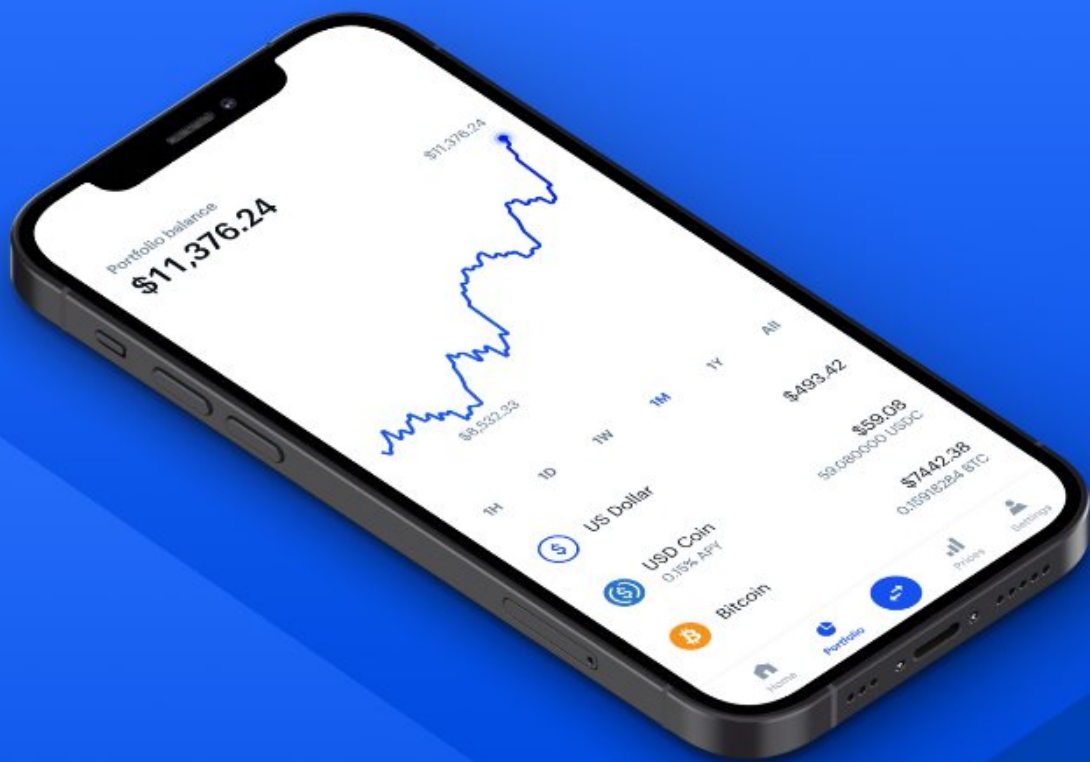 Portfolio balance
$11,376.24
$11,376.24
$8,532.33
1H 1D 1W 1M 1Y All
US Dollar $493.42
USD Coin $59.08
0.15% APY 59.080000 USDC
Bitcoin $7442.38
0.15918284 BTC
Home Portfolio Prices Settings